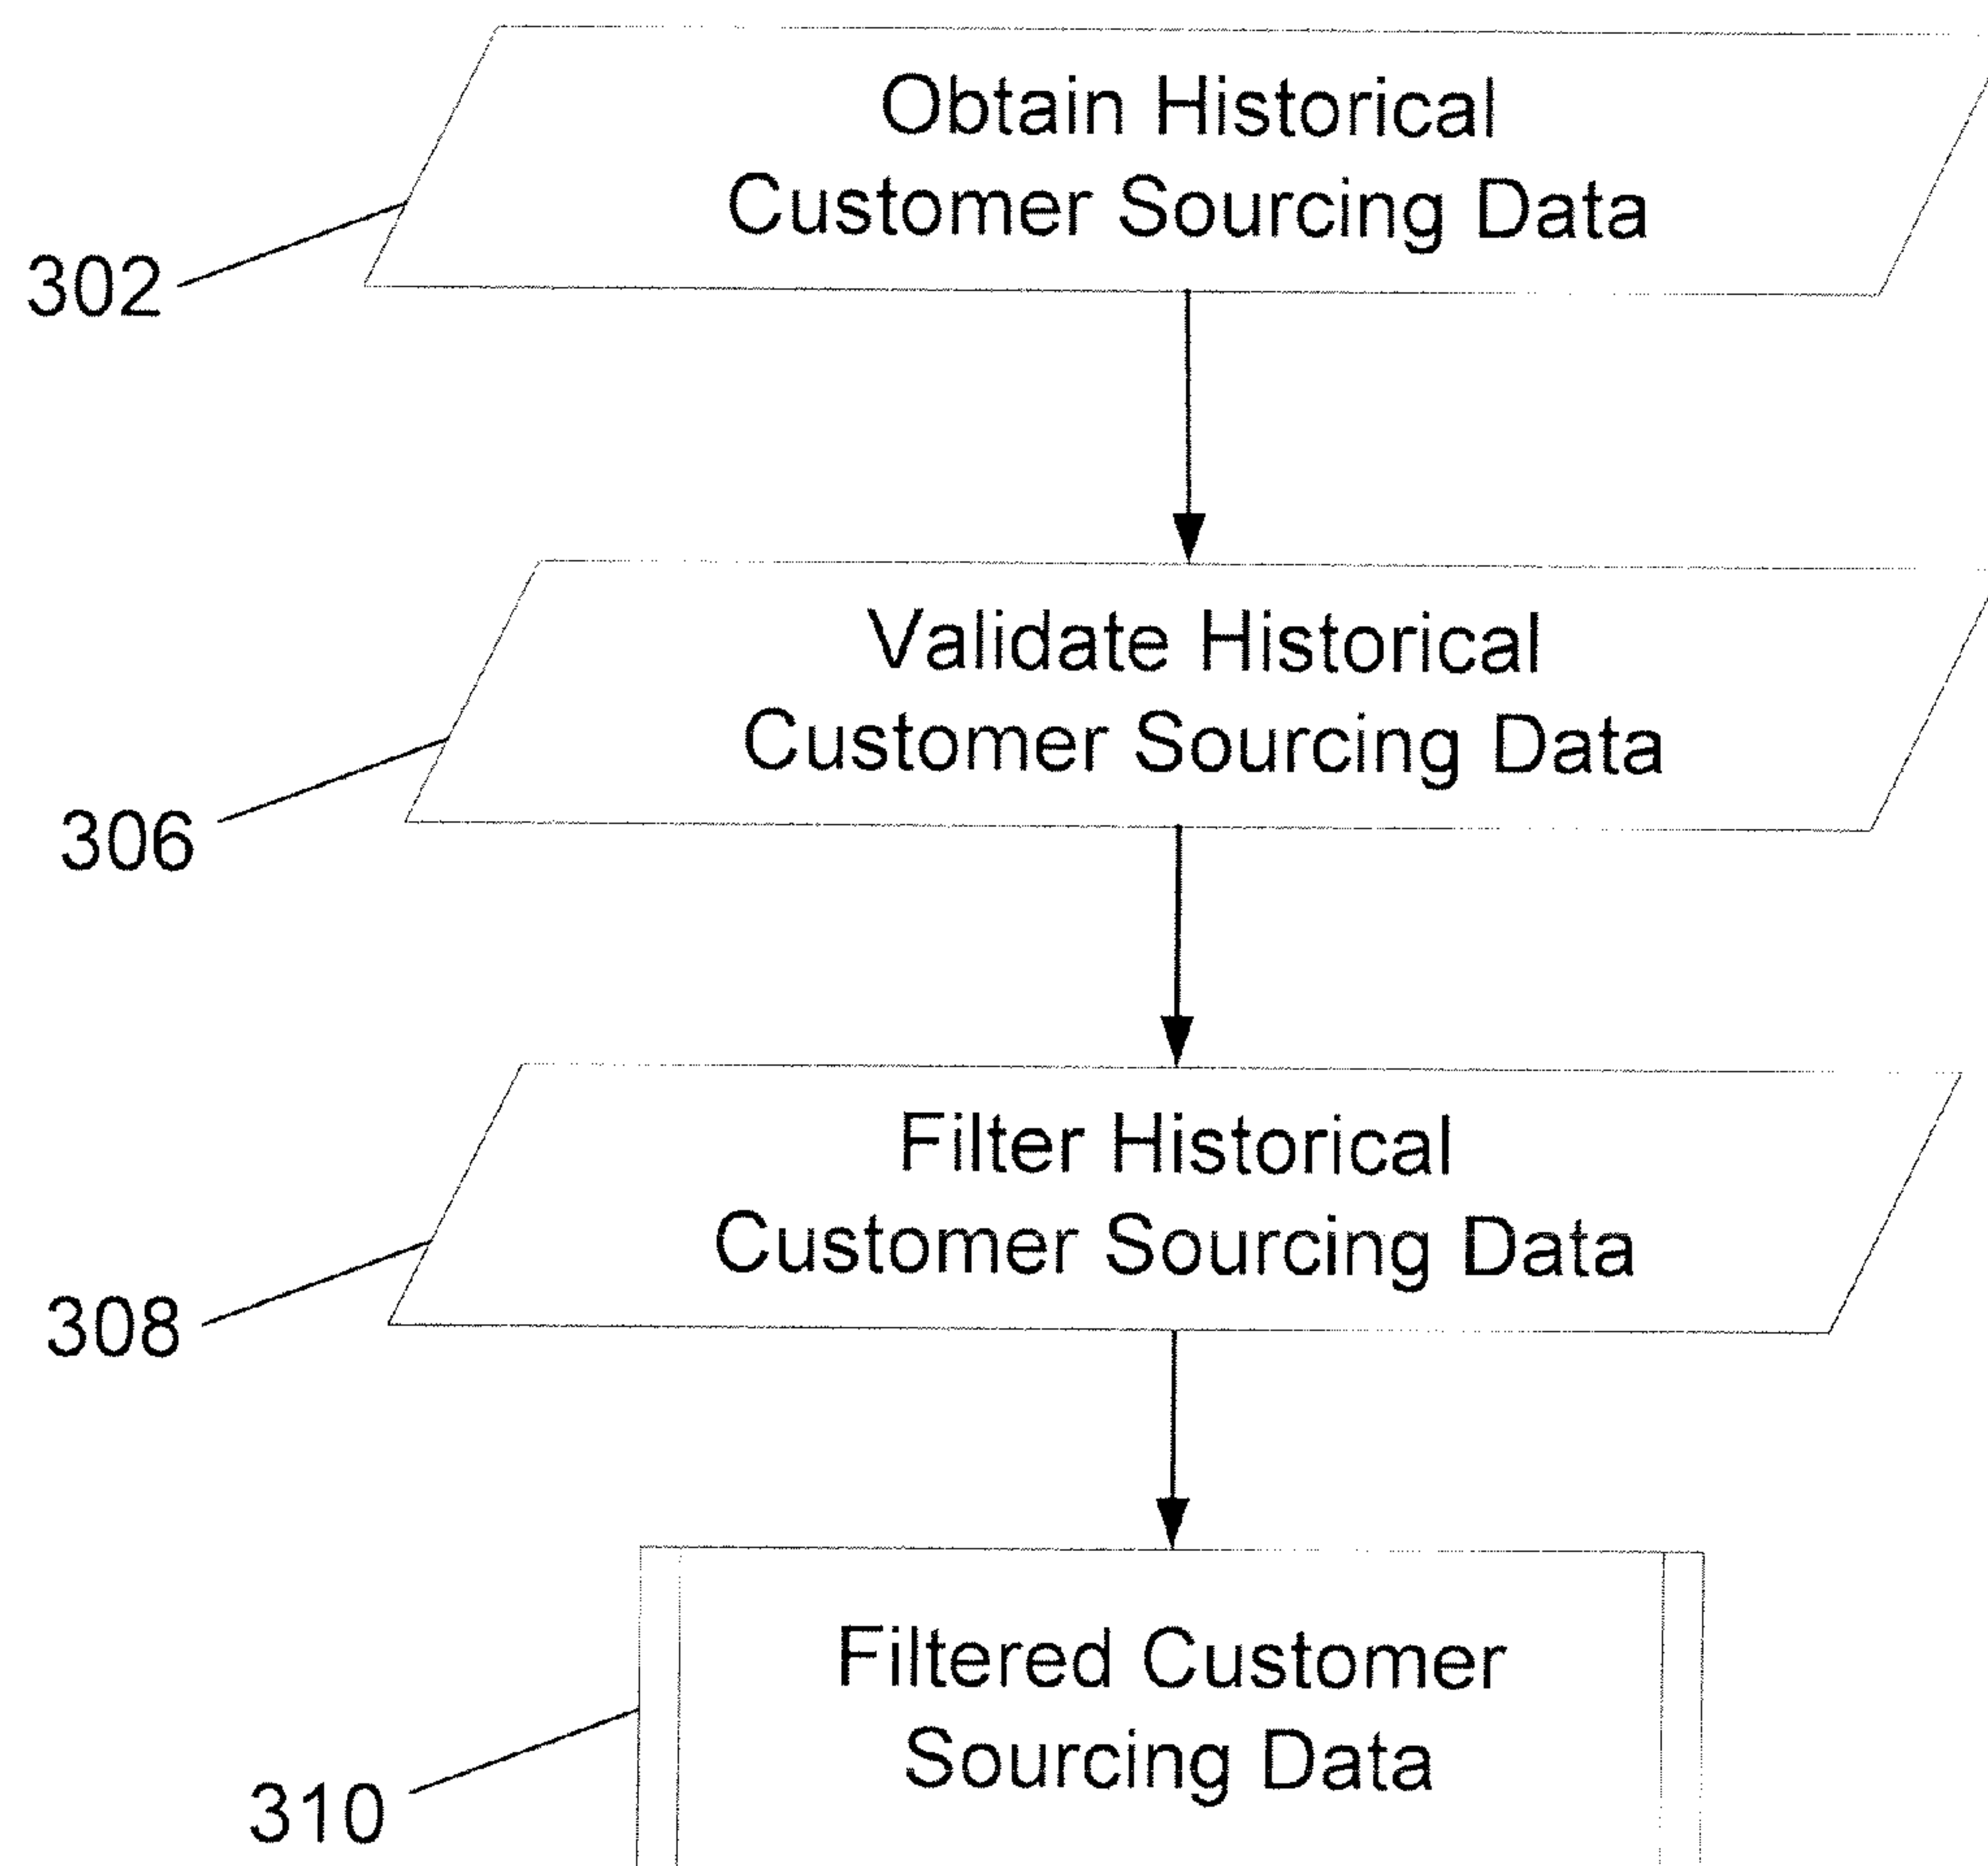 Obtain Historical
Customer Sourcing Data
302
Validate Historical
Customer Sourcing Data
306
Filter Historical
Customer Sourcing Data
308
Filtered Customer
Sourcing Data
310